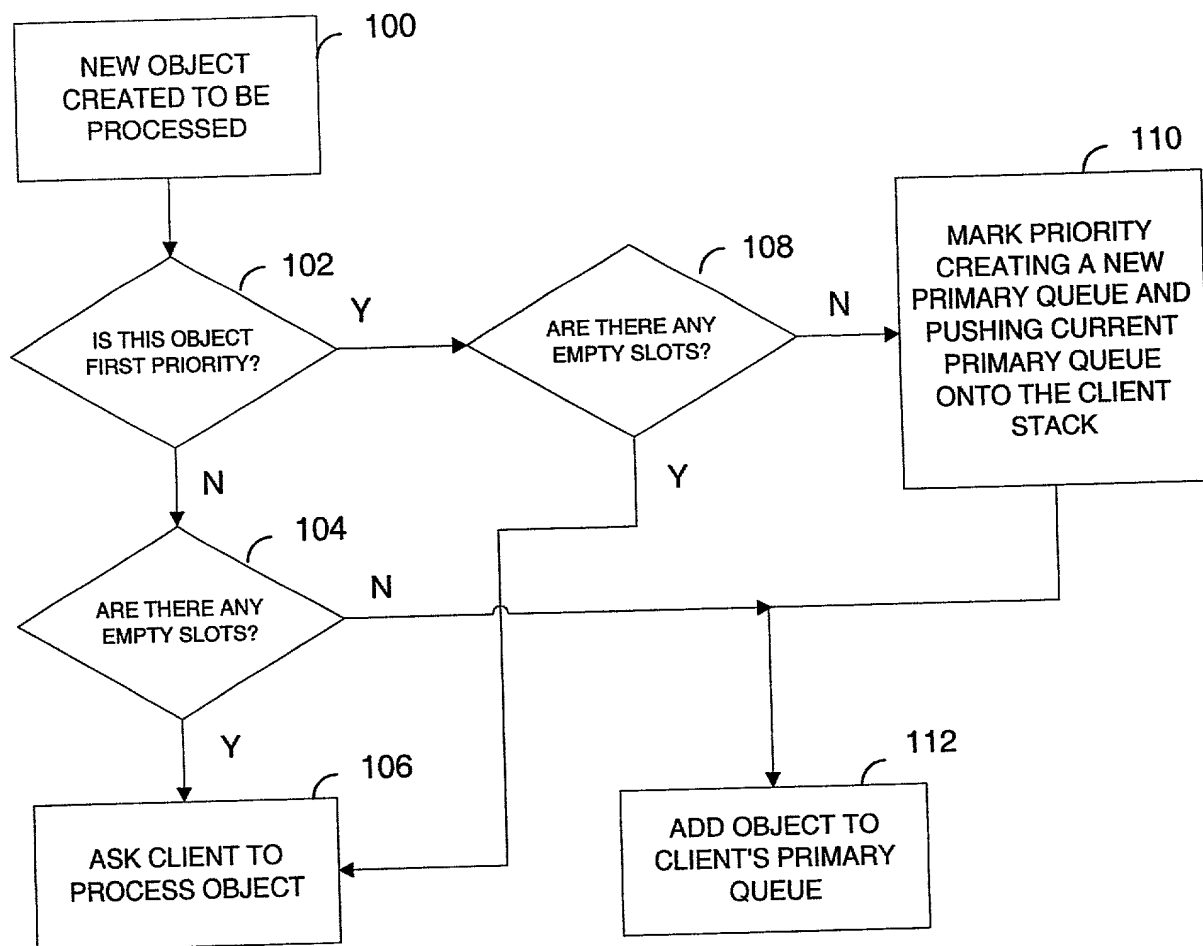 100
NEW OBJECT
CREATED TO BE
PROCESSED
102
IS THIS OBJECT
FIRST PRIORITY?
Y
N
108
ARE THERE ANY
EMPTY SLOTS?
N
Y
110
MARK PRIORITY
CREATING A NEW
PRIMARY QUEUE AND
PUSHING CURRENT
PRIMARY QUEUE
ONTO THE CLIENT
STACK
104
ARE THERE ANY
EMPTY SLOTS?
N
Y
106
ASK CLIENT TO
PROCESS OBJECT
112
ADD OBJECT TO
CLIENT'S PRIMARY
QUEUE